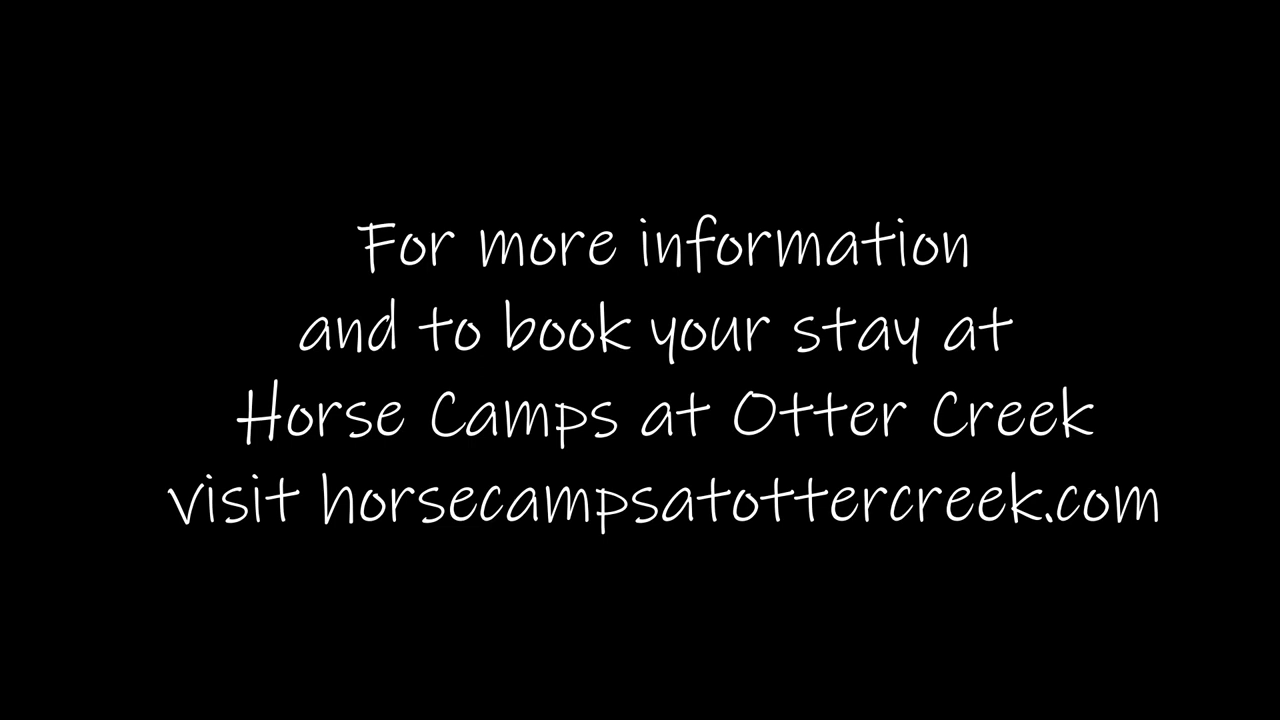 For more information
and to book your stay at
Horse Camps at Otter Creek
visit horsecampsatottercreek.com